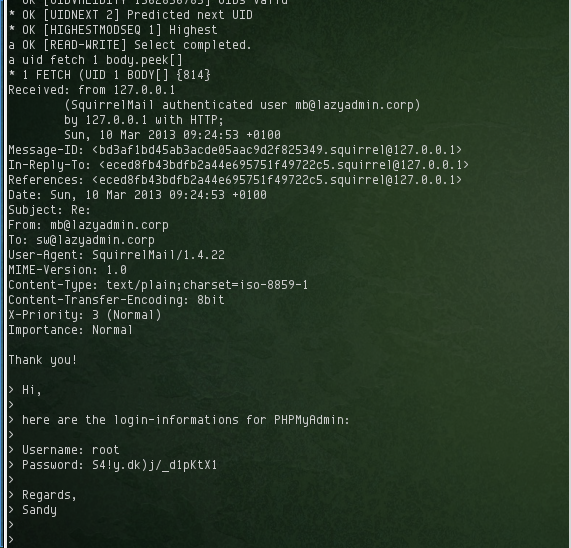 * OK [UIDVALIDITY 1362856785] UIDs valid
* OK [UIDNEXT 2] Predicted next UID
* OK [HIGHESTMODSEQ 1] Highest
a OK [READ-WRITE] Select completed.
a uid fetch 1 body.peek[]
* 1 FETCH (UID 1 BODY[] {814}
Received: from 127.0.0.1
(SquirrelMail authenticated user mb@lazyadmin.corp)
by 127.0.0.1 with HTTP;
Sun, 10 Mar 2013 09:24:53 +0100
Message-ID: <bd3af1bd45ab3acde05aac9d2f825349.squirrel@127.0.0.1>
In-Reply-To: <eced8fb43bdfb2a44e695751f49722c5.squirrel@127.0.0.1>
References: <eced8fb43bdfb2a44e695751f49722c5.squirrel@127.0.0.1>
Date: Sun, 10 Mar 2013 09:24:53 +0100
Subject: Re:
From: mb@lazyadmin.corp
To: sw@lazyadmin.corp
User-Agent: SquirrelMail/1.4.22
MIME-Version: 1.0
Content-Type: text/plain;charset=iso-8859-1
Content-Transfer-Encoding: 8bit
X-Priority: 3 (Normal)
Importance: Normal
Thank you!
> Hi,
>
> here are the login-informations for PHPMyAdmin:
>
> Username: root
> Password: S4!y.dk)j/_d1pKtX1
>
> Regards,
> Sandy
>
>